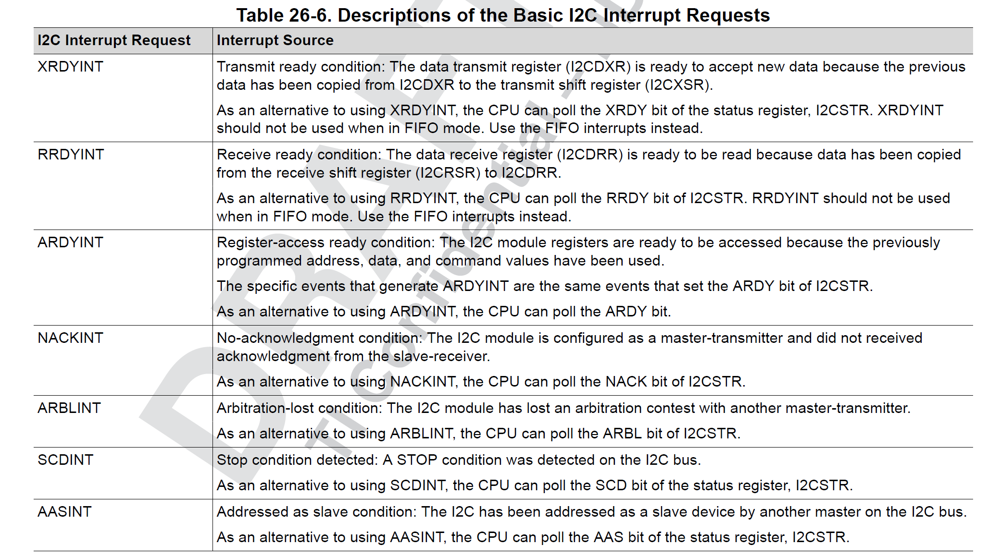 Table 26-6. Descriptions of the Basic I2C Interrupt Requests
I2C Interrupt Request Interrupt Source
XRDYINT Transmit ready condition: The data transmit register (I2CDXR) is ready to accept new data because the previous
data has been copied from I2CDXR to the transmit shift register (I2CXSR).
As an alternative to using XRDYINT, the CPU can poll the XRDY bit of the status register, I2CSTR. XRDYINT
should not be used when in FIFO mode. Use the FIFO interrupts instead.
RRDYINT Receive ready condition: The data receive register (I2CDRR) is ready to be read because data has been copied
from the receive shift register (I2CRSR) to I2CDRR.
As an alternative to using RRDYINT, the CPU can poll the RRDY bit of I2CSTR. RRDYINT should not be used
when in FIFO mode. Use the FIFO interrupts instead.
ARDYINT Register-access ready condition: The I2C module registers are ready to be accessed because the previously
programmed address, data, and command values have been used.
The specific events that generate ARDYINT are the same events that set the ARDY bit of I2CSTR.
As an alternative to using ARDYINT, the CPU can poll the ARDY bit.
NACKINT No-acknowledgment condition: The I2C module is configured as a master-transmitter and did not received
acknowledgment from the slave-receiver.
As an alternative to using NACKINT, the CPU can poll the NACK bit of I2CSTR.
ARBLINT Arbitration-lost condition: The I2C module has lost an arbitration contest with another master-transmitter.
As an alternative to using ARBLINT, the CPU can poll the ARBL bit of I2CSTR.
SCDINT Stop condition detected: A STOP condition was detected on the I2C bus.
As an alternative to using SCDINT, the CPU can poll the SCD bit of the status register, I2CSTR.
AASINT Addressed as slave condition: The I2C has been addressed as a slave device by another master on the I2C bus.
As an alternative to using AASINT, the CPU can poll the AAS bit of the status register, I2CSTR.
DRAF
TI Confidential –